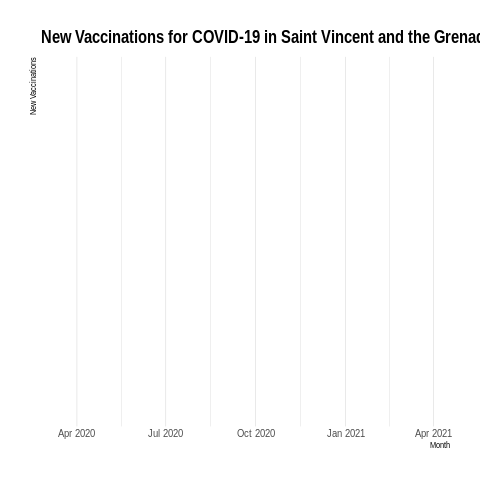 New Vaccinations for COVID-19 in Saint Vincent and the Grenad
New Vaccinations
Apr 2020 Jul 2020 Oct 2020 Jan 2021 Apr 2021
Month